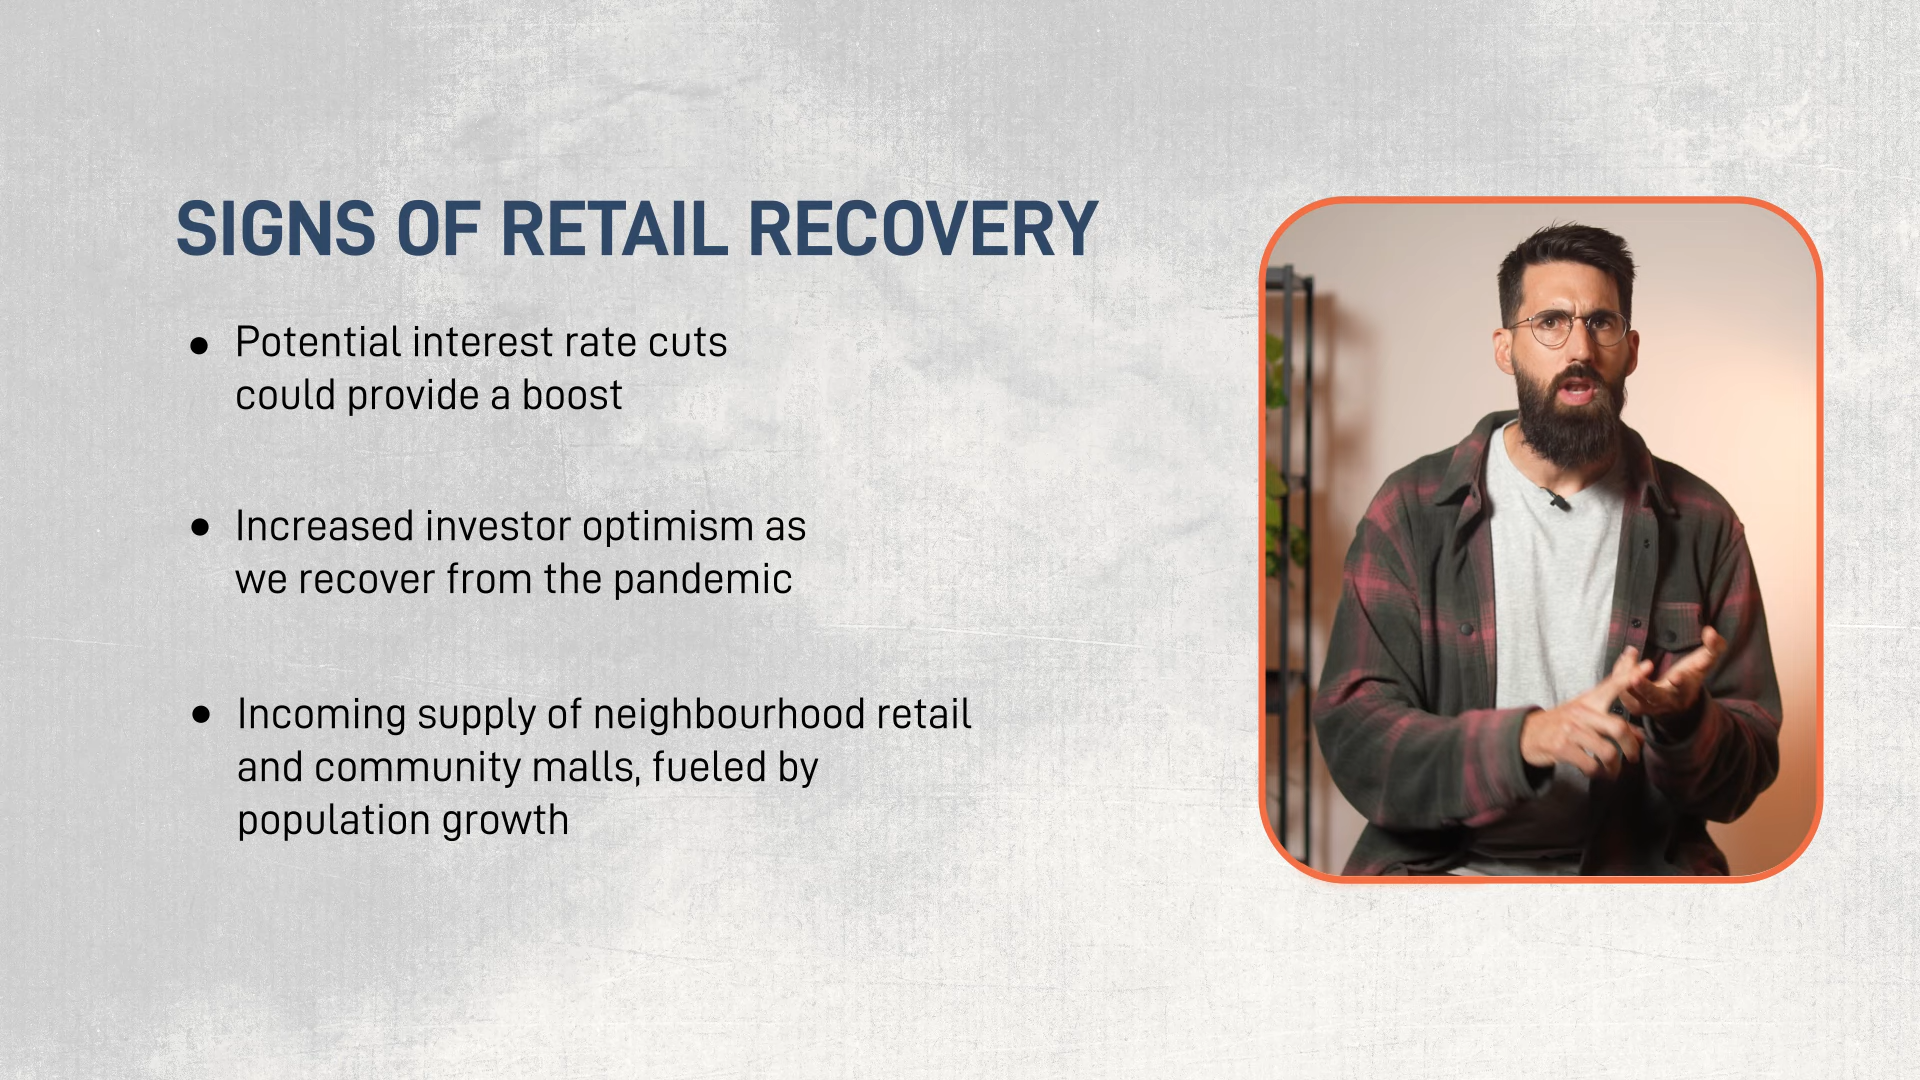 SIGNS OF RETAIL RECOVERY
● Potential interest rate cuts
could provide a boost
● Increased investor optimism as
we recover from the pandemic
● Incoming supply of neighbourhood retail
and community malls, fueled by
population growth